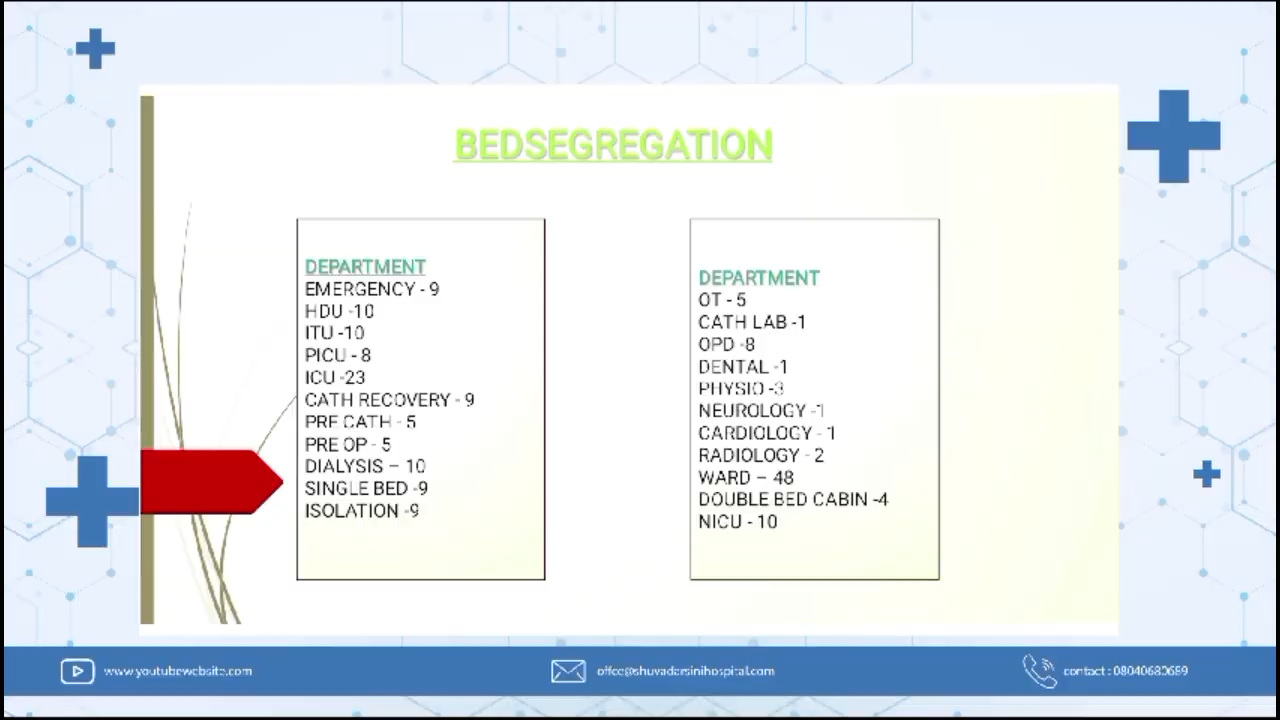 BEDSEGREGATION
DEPARTMENT
EMERGENCY - 9
HDU -10
ITU -10
PICU - 8
ICU -23
CATH RECOVERY - 9
PRE CATH - 5
PRE OP - 5
DIALYSIS – 10
SINGLE BED -9
ISOLATION -9
DEPARTMENT
OT - 5
CATH LAB -1
OPD -8
DENTAL -1
PHYSIO -3
NEUROLOGY -1
CARDIOLOGY - 1
RADIOLOGY - 2
WARD – 48
DOUBLE BED CABIN -4
NICU - 10
www.youtubewebsite.com
offce@shuvadarsinihospital.com
contact : 08040680689